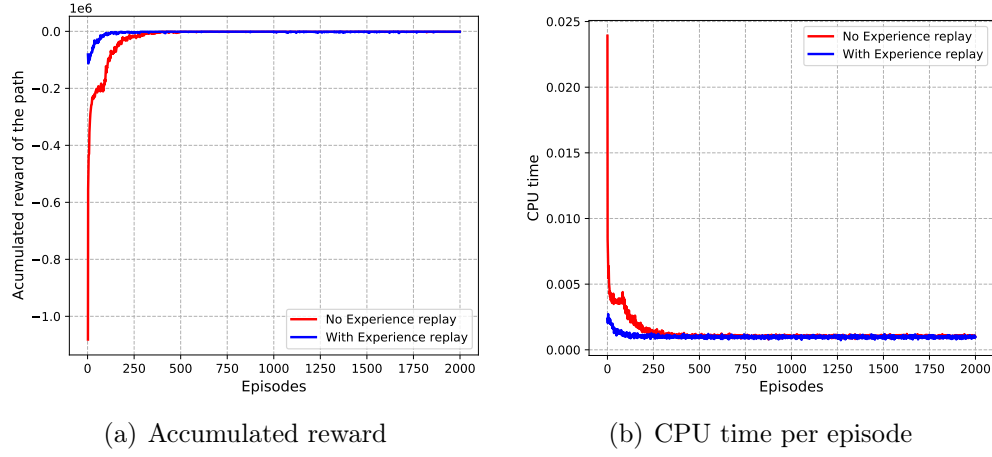 1e6
0.0
−0.2
−0.4
−0.6
−0.8
−1.0
Acumulated reward of the path
No Experience replay
With Experience replay
0 250 500 750 1000 1250 1500 1750 2000
Episodes
(a) Accumulated reward
0.025
0.020
0.015
0.010
0.005
0.000
CPU time
No Experience replay
With Experience replay
0 250 500 750 1000 1250 1500 1750 2000
Episodes
(b) CPU time per episode